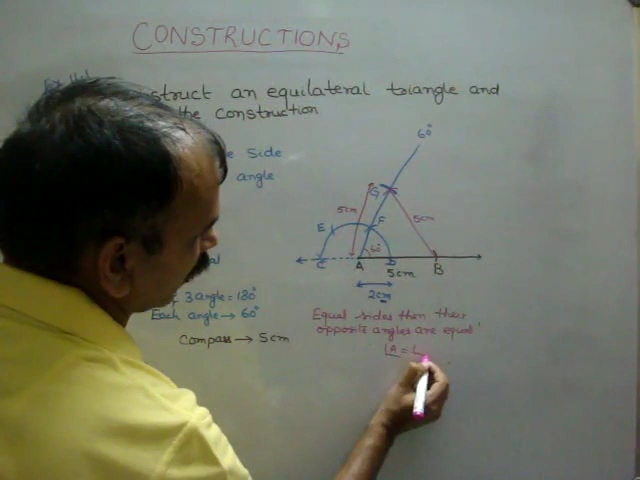 CONSTRUCTIONS
struct an equilateral triangle and
the construction
Side
angle
60°
G
5cm
5cm
E
F
60°
C
A
D
B
5cm
2cm
3 angle = 180°
Each angle → 60°
Compass → 5cm
Equal sides then their
opposite angles are equal
∠A = ∠